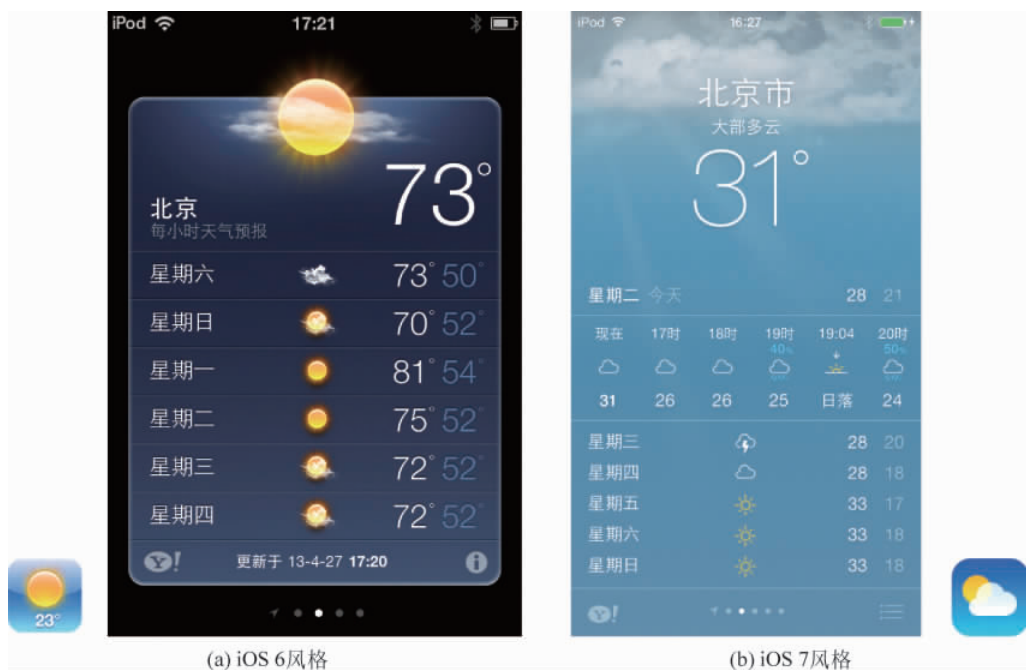 iPod 17:21
73°
北京
每小时天气预报
星期六 73° 50°
星期日 70° 52°
星期一 81° 54°
星期二 75° 52°
星期三 72° 52°
星期四 72° 52°
Y! 更新于 13-4-27 17:20
23°
(a) iOS 6风格
iPod 16:27
北京市
大部多云
31°
星期二 今天 28 21
现在 17时 18时 19时 19:04 20时
40% 50%
31 26 26 25 日落 24
星期三 28 20
星期四 28 18
星期五 33 17
星期六 33 18
星期日 33 18
Y!
(b) iOS 7风格